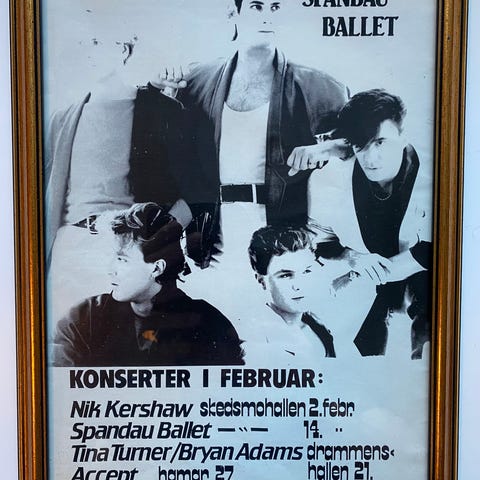 SPANDAU
BALLET
KONSERTER I FEBRUAR:
Nik Kershaw skedsmohallen 2.febr.
Spandau Ballet —"— 14. "
Tina Turner/Bryan Adams drammens-
hallen 21.
Accept hamar 27